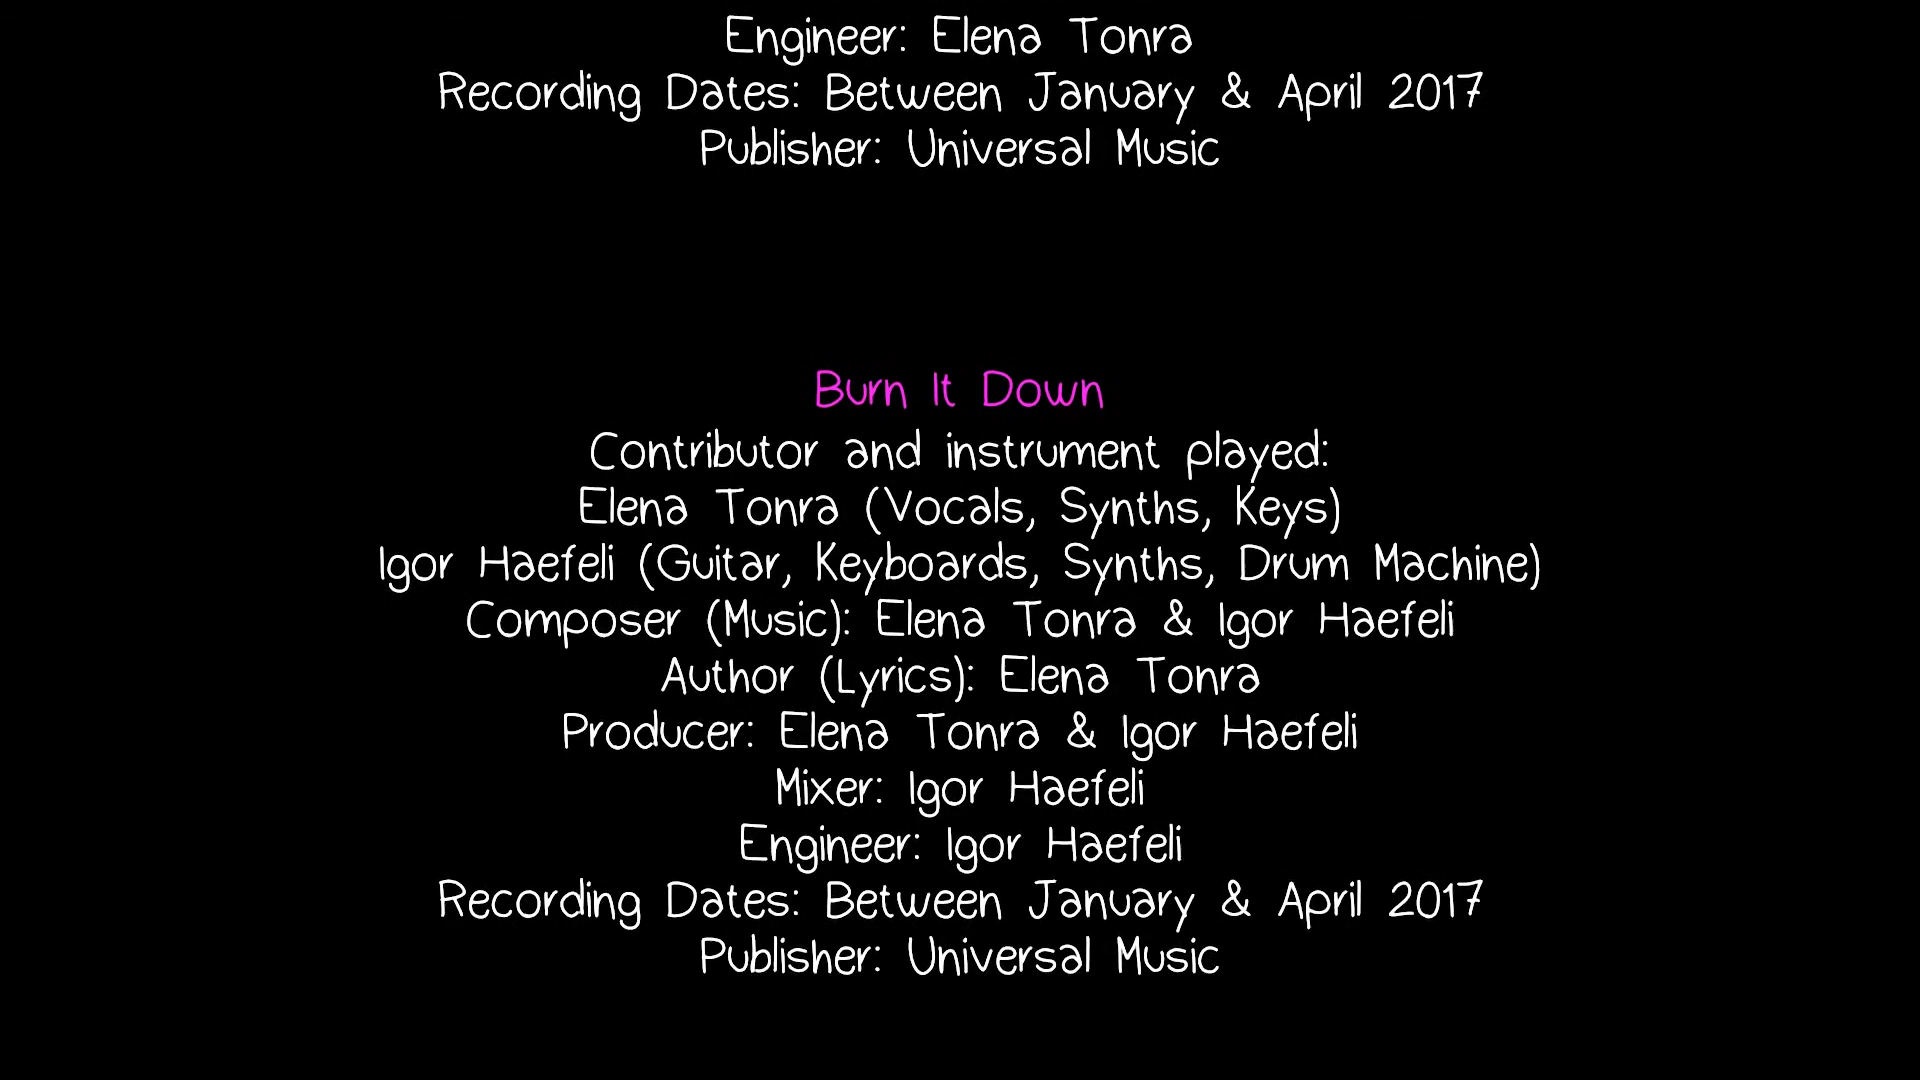 Engineer: Elena Tonra
Recording Dates: Between January & April 2017
Publisher: Universal Music
Burn It Down
Contributor and instrument played:
Elena Tonra (Vocals, Synths, Keys)
Igor Haefeli (Guitar, Keyboards, Synths, Drum Machine)
Composer (Music): Elena Tonra & Igor Haefeli
Author (Lyrics): Elena Tonra
Producer: Elena Tonra & Igor Haefeli
Mixer: Igor Haefeli
Engineer: Igor Haefeli
Recording Dates: Between January & April 2017
Publisher: Universal Music